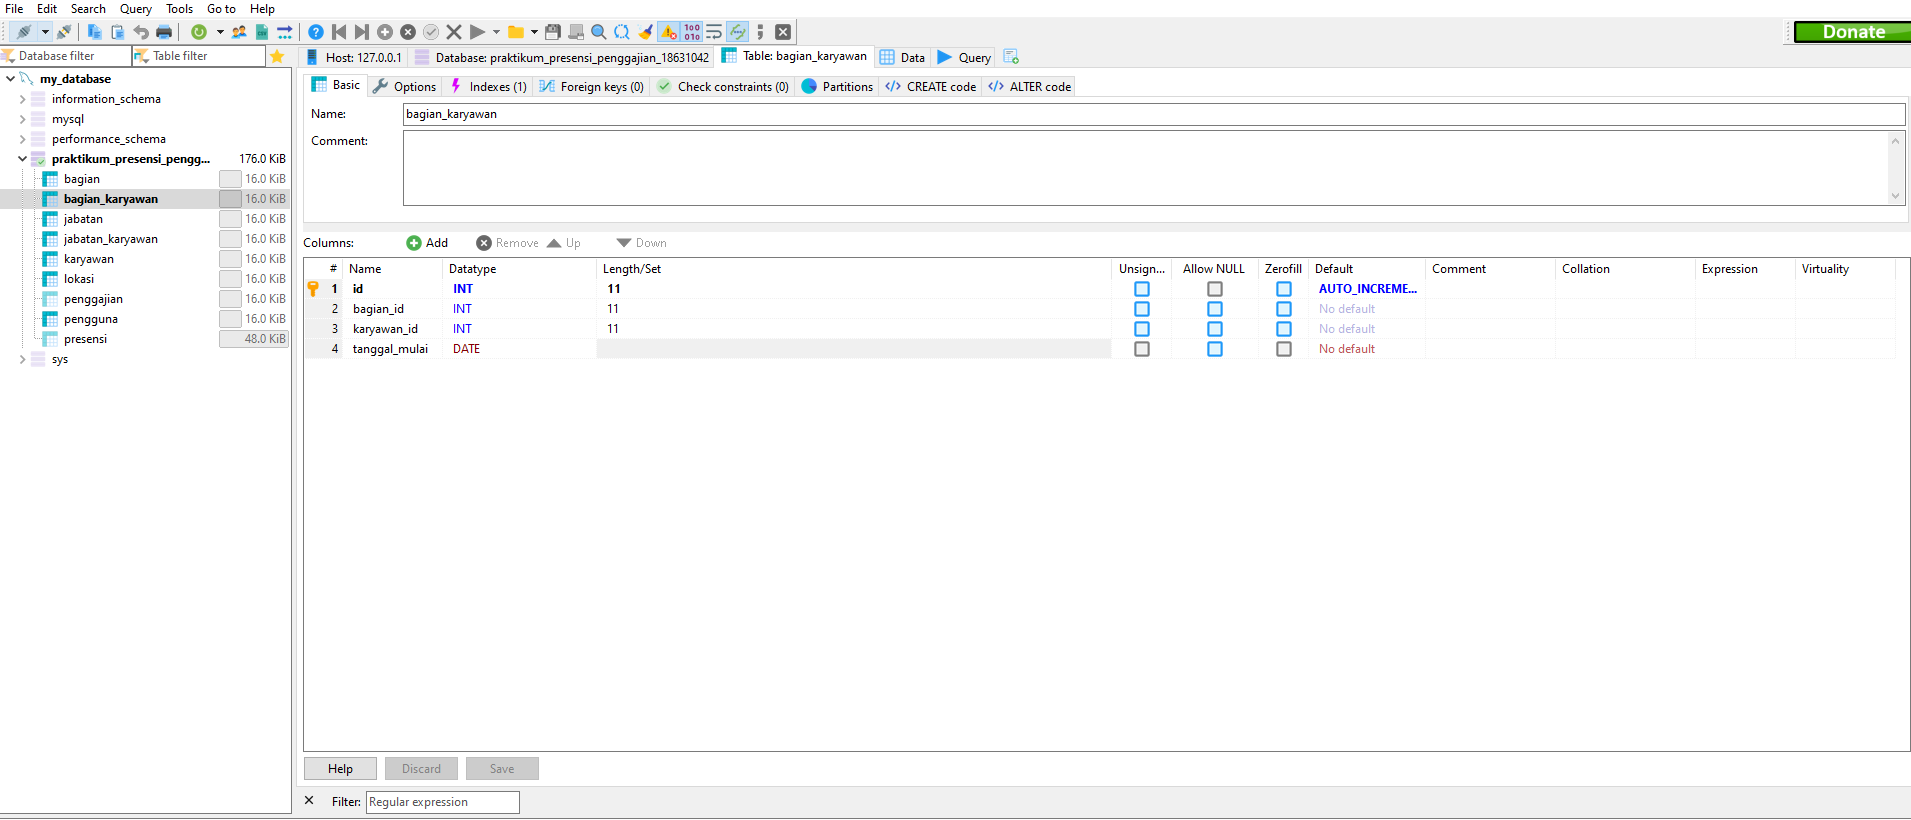 File Edit Search Query Tools Go to Help
Donate
Database filter Table filter
Host: 127.0.0.1 Database: praktikum_presensi_penggajian_18631042 Table: bagian_karyawan Data Query
my_database
information_schema
mysql
performance_schema
praktikum_presensi_pengg... 176.0 KiB
bagian 16.0 KiB
bagian_karyawan 16.0 KiB
jabatan 16.0 KiB
jabatan_karyawan 16.0 KiB
karyawan 16.0 KiB
lokasi 16.0 KiB
penggajian 16.0 KiB
pengguna 16.0 KiB
presensi 48.0 KiB
sys
Basic Options Indexes (1) Foreign keys (0) Check constraints (0) Partitions CREATE code ALTER code
Name: bagian_karyawan
Comment:
Columns: Add Remove Up Down
# Name Datatype Length/Set Unsign... Allow NULL Zerofill Default Comment Collation Expression Virtuality
1 id INT 11 AUTO_INCREME...
2 bagian_id INT 11 No default
3 karyawan_id INT 11 No default
4 tanggal_mulai DATE No default
Help Discard Save
Filter: Regular expression